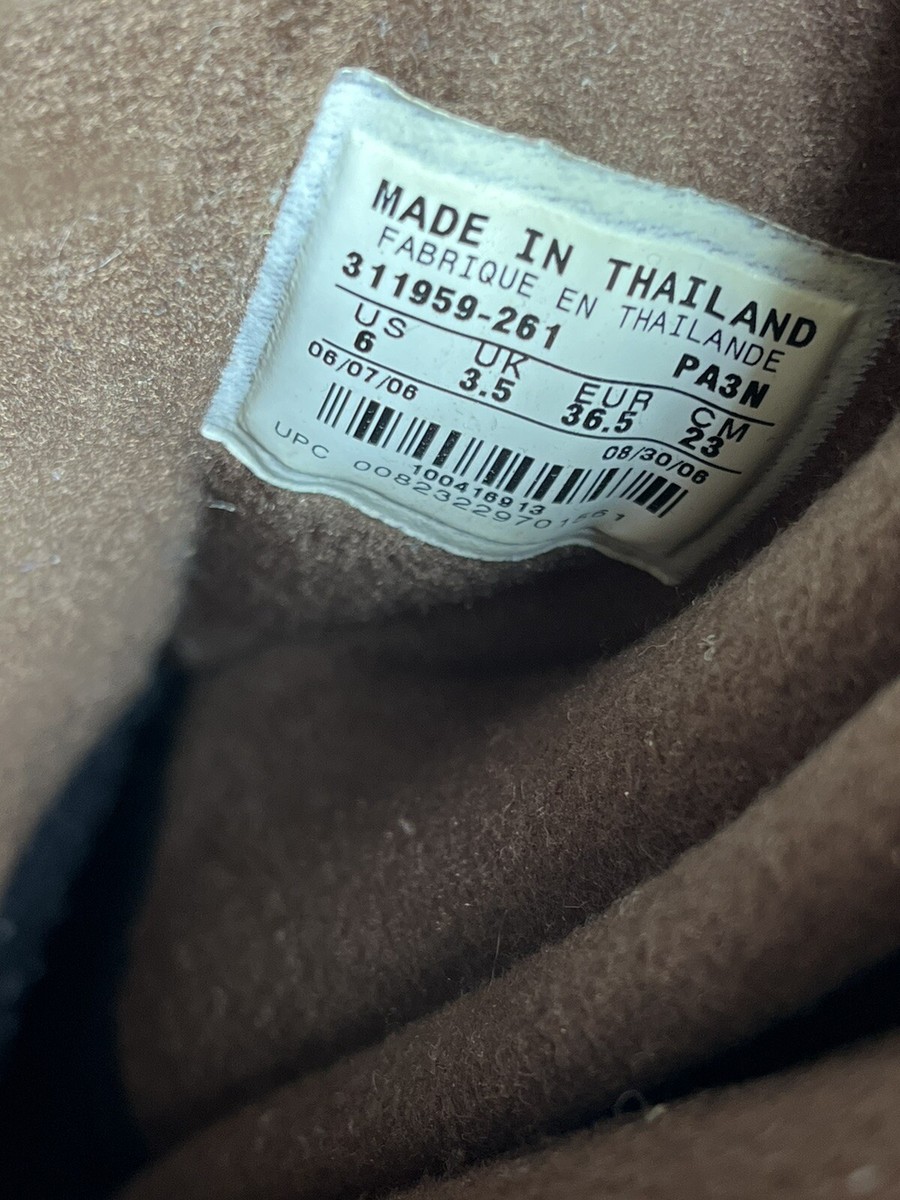 MADE IN THAILAND
FABRIQUE EN THAILANDE
311959-261 PA3N
US UK EUR CM
6 3.5 36.5 23
06/07/06 08/30/06
100416913
UPC 00823229701561